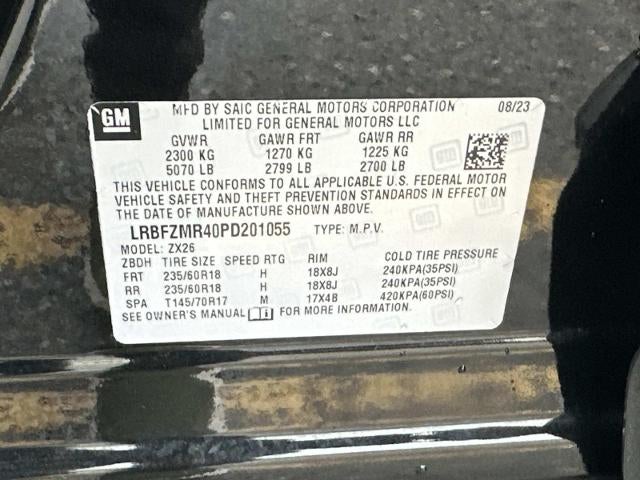 GM
MFD BY SAIC GENERAL MOTORS CORPORATION 08/23
LIMITED FOR GENERAL MOTORS LLC
GVWR GAWR FRT GAWR RR
2300 KG 1270 KG 1225 KG
5070 LB 2799 LB 2700 LB
THIS VEHICLE CONFORMS TO ALL APPLICABLE U.S. FEDERAL MOTOR
VEHICLE SAFETY AND THEFT PREVENTION STANDARDS IN EFFECT ON
THE DATE OF MANUFACTURE SHOWN ABOVE.
LRBFZMR40PD201055 TYPE: M.P.V.
MODEL: ZX26
ZBDH TIRE SIZE SPEED RTG RIM COLD TIRE PRESSURE
FRT 235/60R18 H 18X8J 240KPA(35PSI)
RR 235/60R18 H 18X8J 240KPA(35PSI)
SPA T145/70R17 M 17X4B 420KPA(60PSI)
SEE OWNER'S MANUAL FOR MORE INFORMATION.